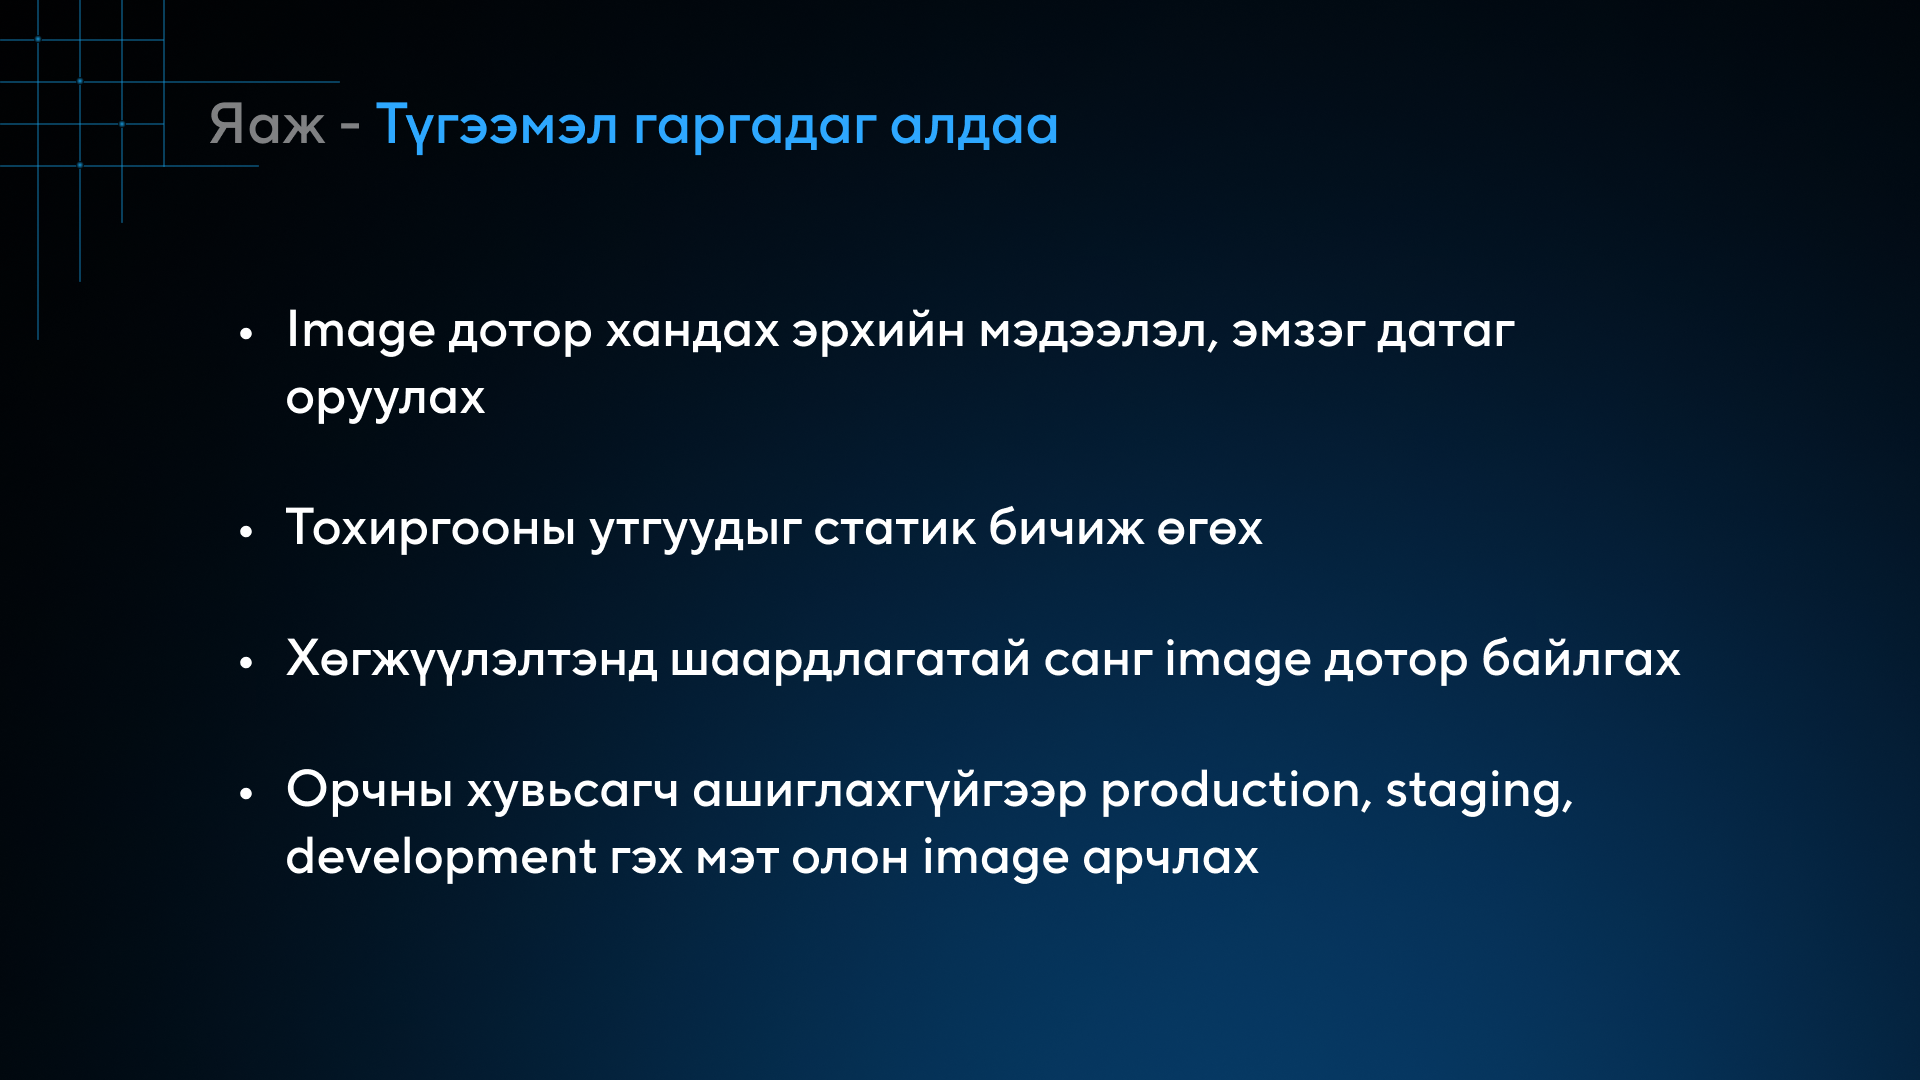 Яаж - Түгээмэл гаргадаг алдаа
• Image дотор хандах эрхийн мэдээлэл, эмзэг датаг
оруулах
• Тохиргооны утгуудыг статик бичиж өгөх
• Хөгжүүлэлтэнд шаардлагатай санг image дотор байлгах
• Орчны хувьсагч ашиглахгүйгээр production, staging,
development гэх мэт олон image арчлах